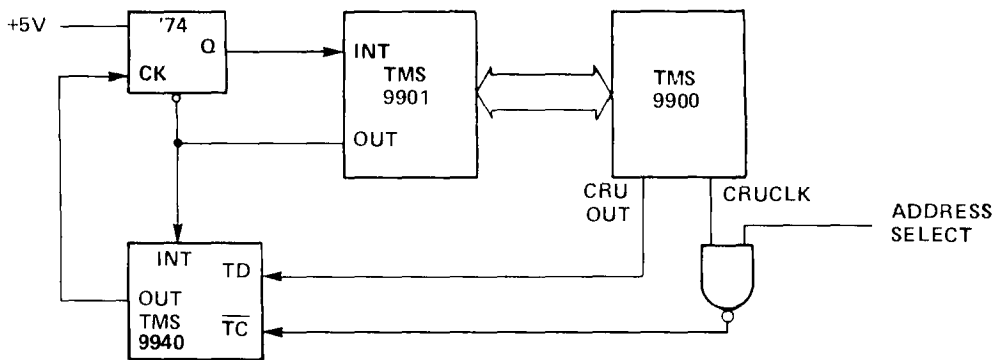 +5V
'74
Q
CK
INT
TMS
9901
OUT
TMS
9900
CRU
OUT
CRUCLK
ADDRESS
SELECT
INT
TD
OUT
TMS
9940
TC